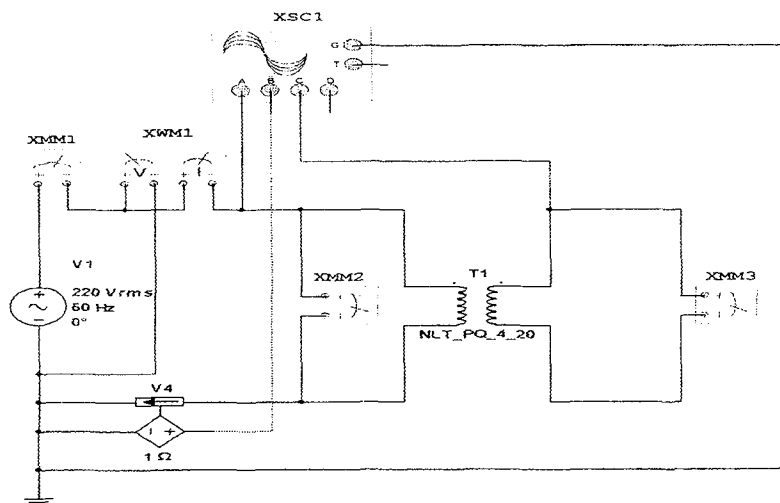 XSC1
G
T
A B C D
XMM1 XWM1
V I
V1
220 Vrms
60 Hz
0°
XMM2
T1
XMM3
NLT_PQ_4_20
V4
1 Ω